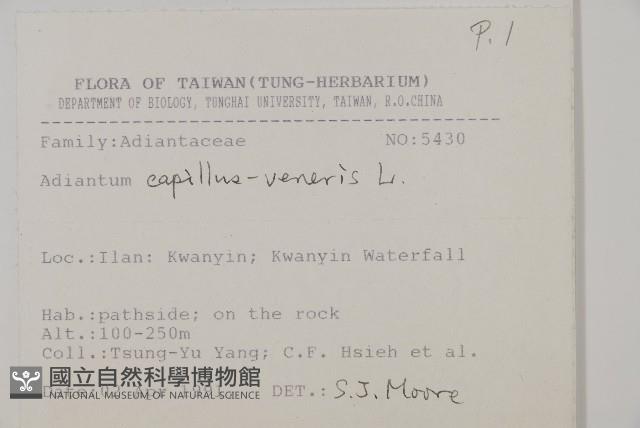 P.1
FLORA OF TAIWAN(TUNG-HERBARIUM)
DEPARTMENT OF BIOLOGY, TUNGHAI UNIVERSITY, TAIWAN, R.O.CHINA
Family:Adiantaceae NO:5430
Adiantum capillus-veneris L.
Loc.:Ilan: Kwanyin; Kwanyin Waterfall
Hab.:pathside; on the rock
Alt.:100-250m
Coll.:Tsung-Yu Yang; C.F. Hsieh et al.
國立自然科學博物館
NATIONAL MUSEUM OF NATURAL SCIENCE
DET.: S.J. Moore